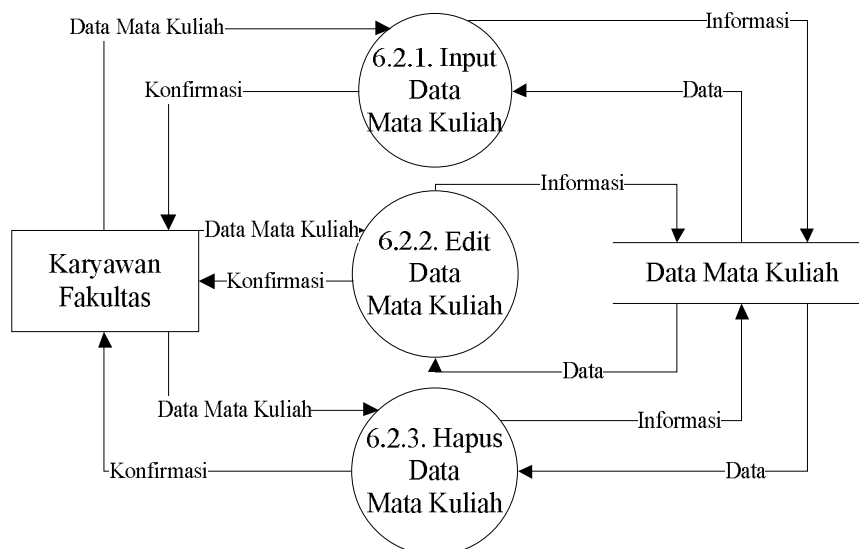 Data Mata Kuliah
Informasi
6.2.1. Input
Data
Mata Kuliah
Konfirmasi
Data
Informasi
Data Mata Kuliah
6.2.2. Edit
Data
Mata Kuliah
Karyawan
Fakultas
Konfirmasi
Data Mata Kuliah
Data
Data Mata Kuliah
Informasi
6.2.3. Hapus
Data
Mata Kuliah
Konfirmasi
Data